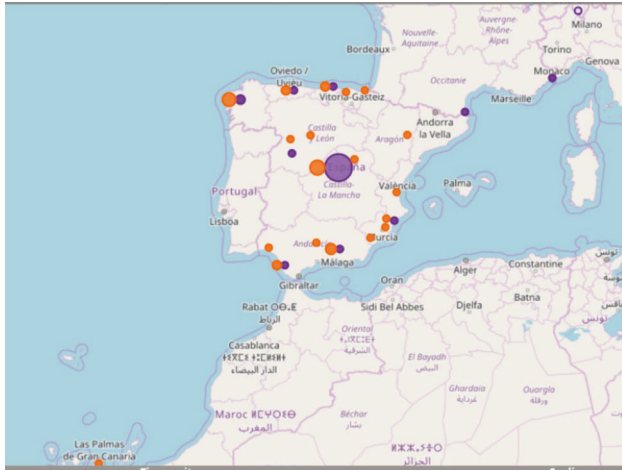 Nouvelle-
Aquitaine
Auvergne-
Rhône-
Alpes
Milano
Torino
Bordeaux
Genova
Monaco
Occitanie
Marseille
Oviedo /
Uviéu
Vitoria-Gasteiz
Andorra
la Vella
Castilla
y León
Aragón
España
Portugal
Castilla-
La Mancha
València
Palma
Lisboa
Murcia
Málaga
Gibraltar
Oran
Alger
Constantine
تونس
Batna
Rabat ⵔⴱⴰⵟ
الرباط
Sidi Bel Abbes
Djelfa
تونس
Casablanca
الدار البيضاء
Oriental
الشرقية
El Bayadh
البيض
Ghardaïa
غرداية
Ouargla
ورقلة
Maroc ⵍⵎⵖⵔⵉⴱ
المغرب
Béchar
بشار
Las Palmas
de Gran Canaria
الجزائر